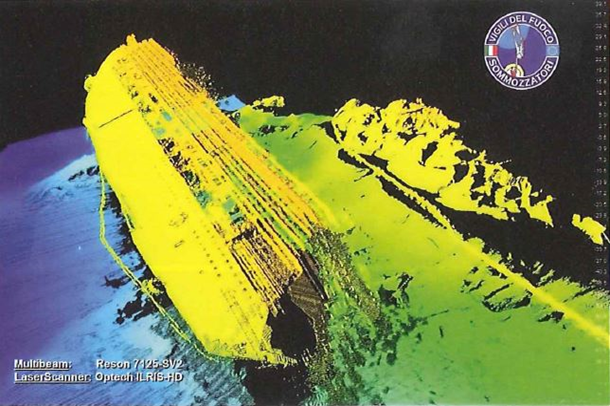 VIGILI DEL FUOCO
SOMMOZZATORI
Multibeam: Reson 7125-SV2
LaserScanner: Optech ILRIS-HD